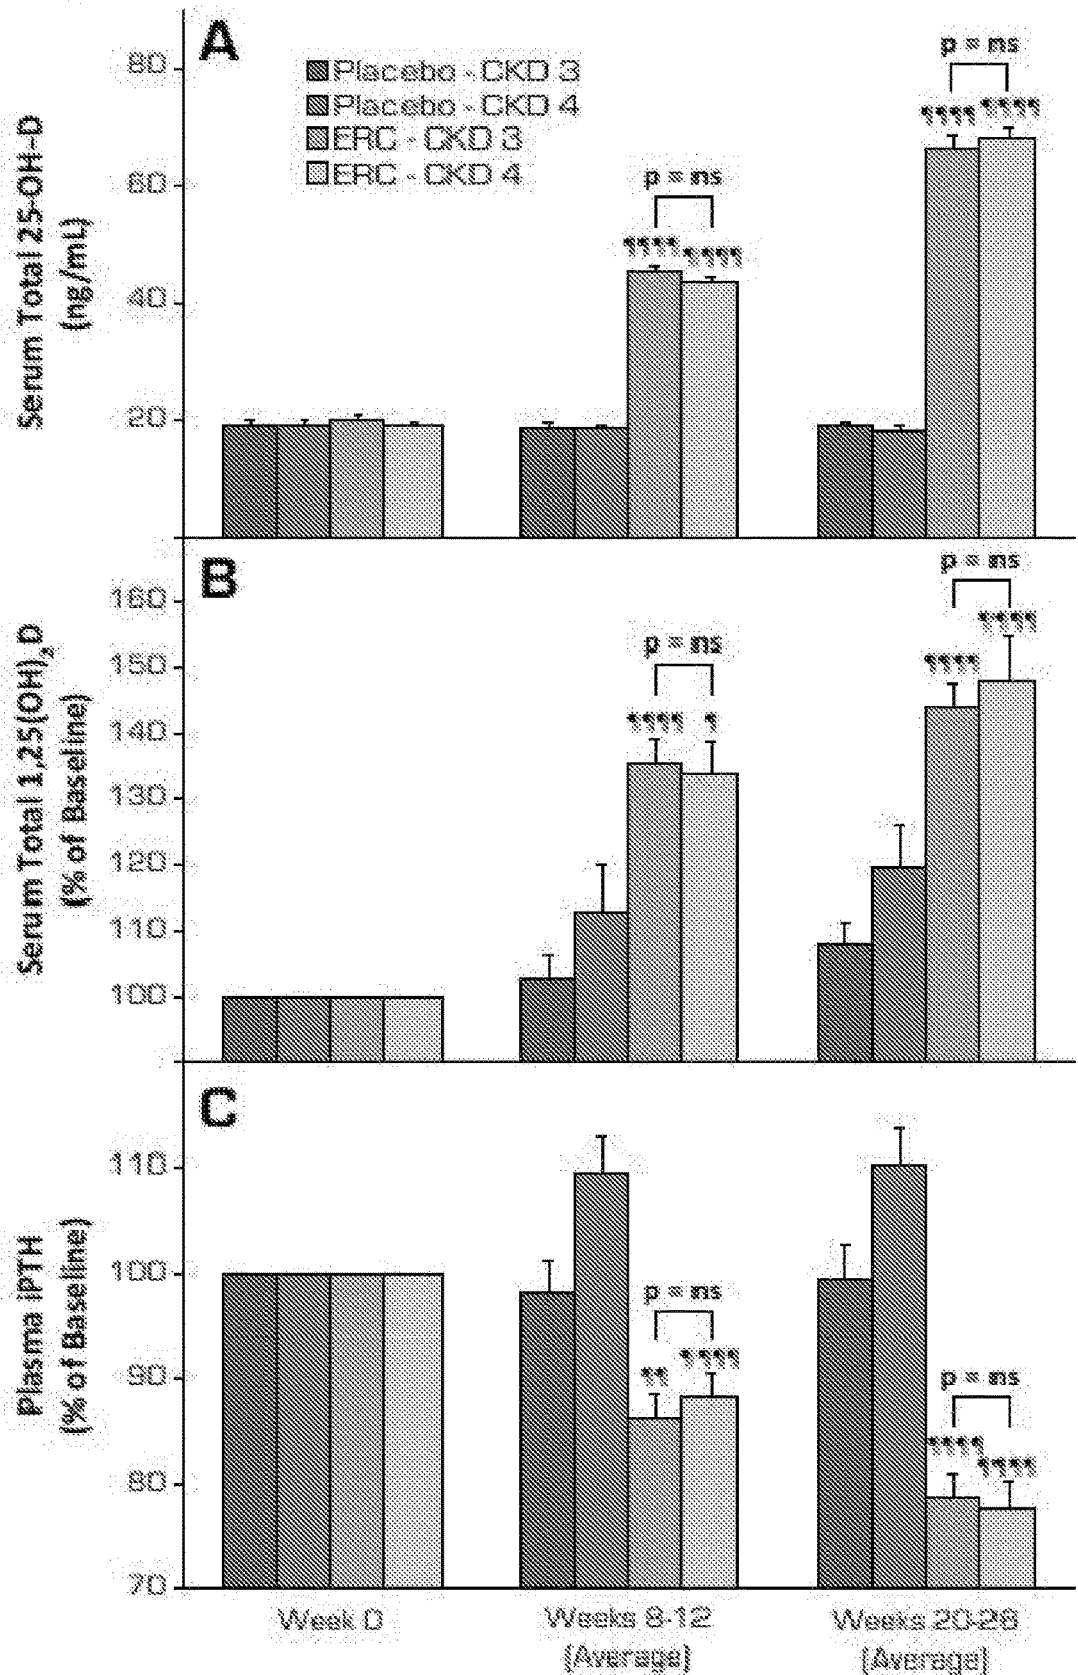 A
Serum Total 25-OH-D
(ng/mL)
80
60
40
20
Placebo - CKD 3
Placebo - CKD 4
ERC - CKD 3
ERC - CKD 4
p = ns
¶¶¶¶ ¶¶¶¶
p = ns
¶¶¶¶ ¶¶¶¶
B
Serum Total 1,25(OH)₂D
(% of Baseline)
160
150
140
130
120
110
100
p = ns
¶¶¶¶ ¶
p = ns
¶¶¶¶ ¶¶¶¶
C
Plasma iPTH
(% of Baseline)
110
100
90
80
70
p = ns
¶¶ ¶¶¶¶
p = ns
¶¶¶¶ ¶¶¶¶
Week 0 Weeks 8-12 Weeks 20-26
(Average) (Average)